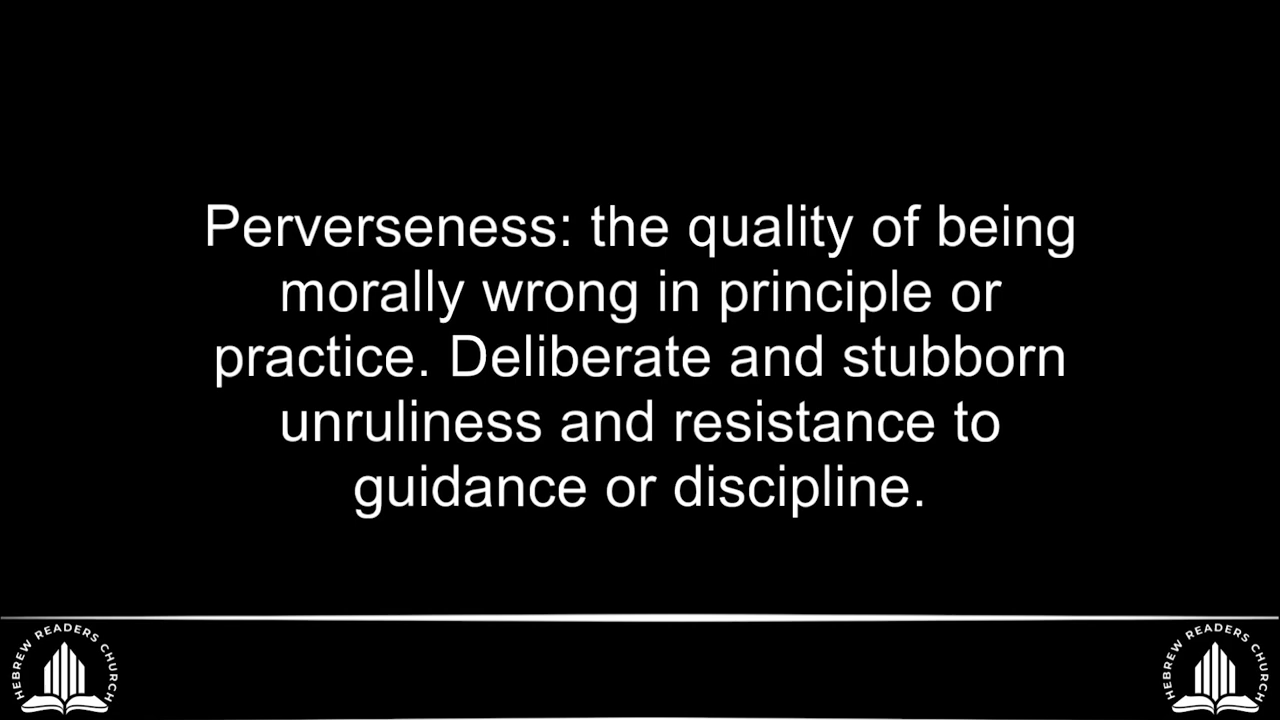 Perverseness: the quality of being
morally wrong in principle or
practice. Deliberate and stubborn
unruliness and resistance to
guidance or discipline.
HEBREW READERS CHURCH
HEBREW READERS CHURCH